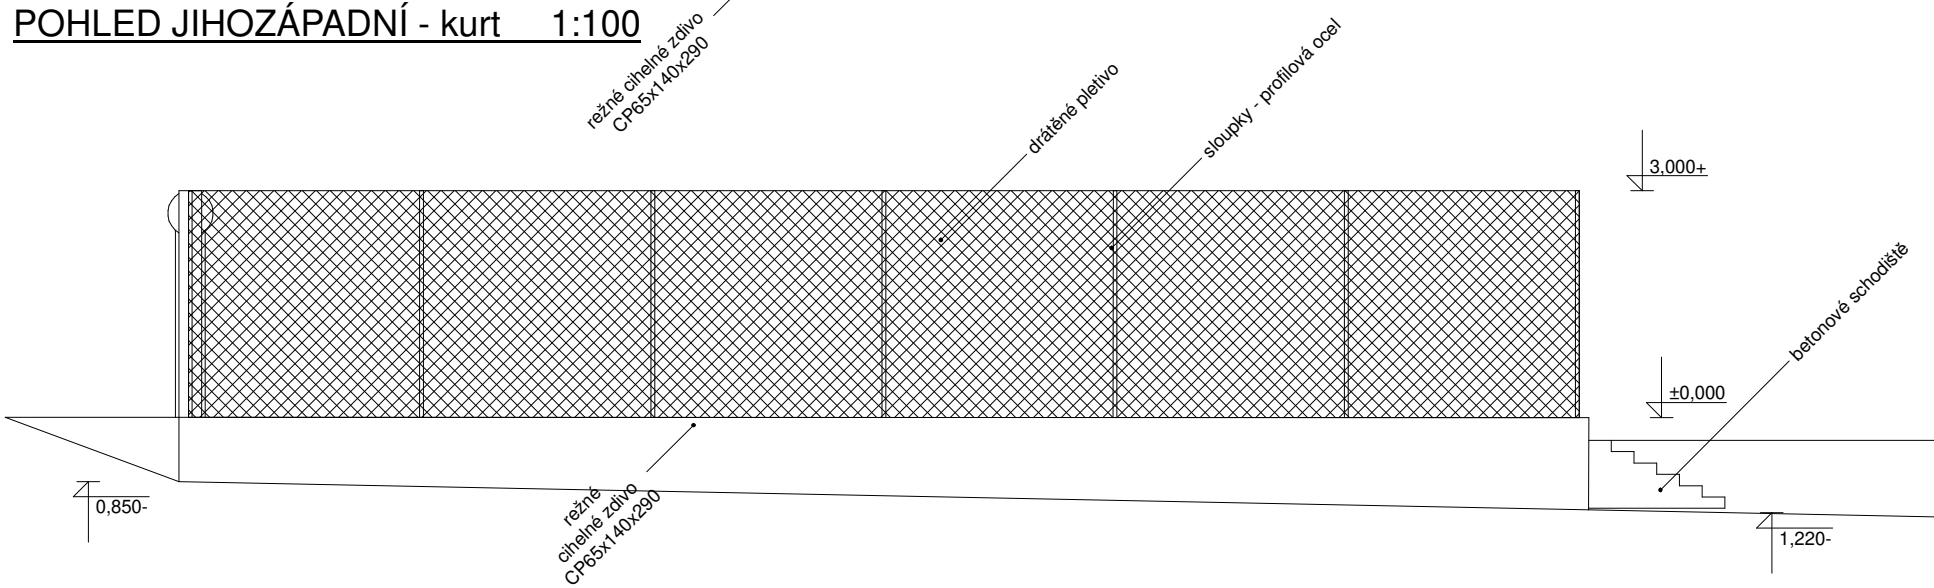 POHLED JIHOZÁPADNÍ - kurt 1:100
režné cihelné zdivo
CP65x140x290
drátěné pletivo
sloupky - profilová ocel
3,000+
betonové schodiště
±0,000
0,850-
režné
cihelné zdivo
CP65x140x290
1,220-